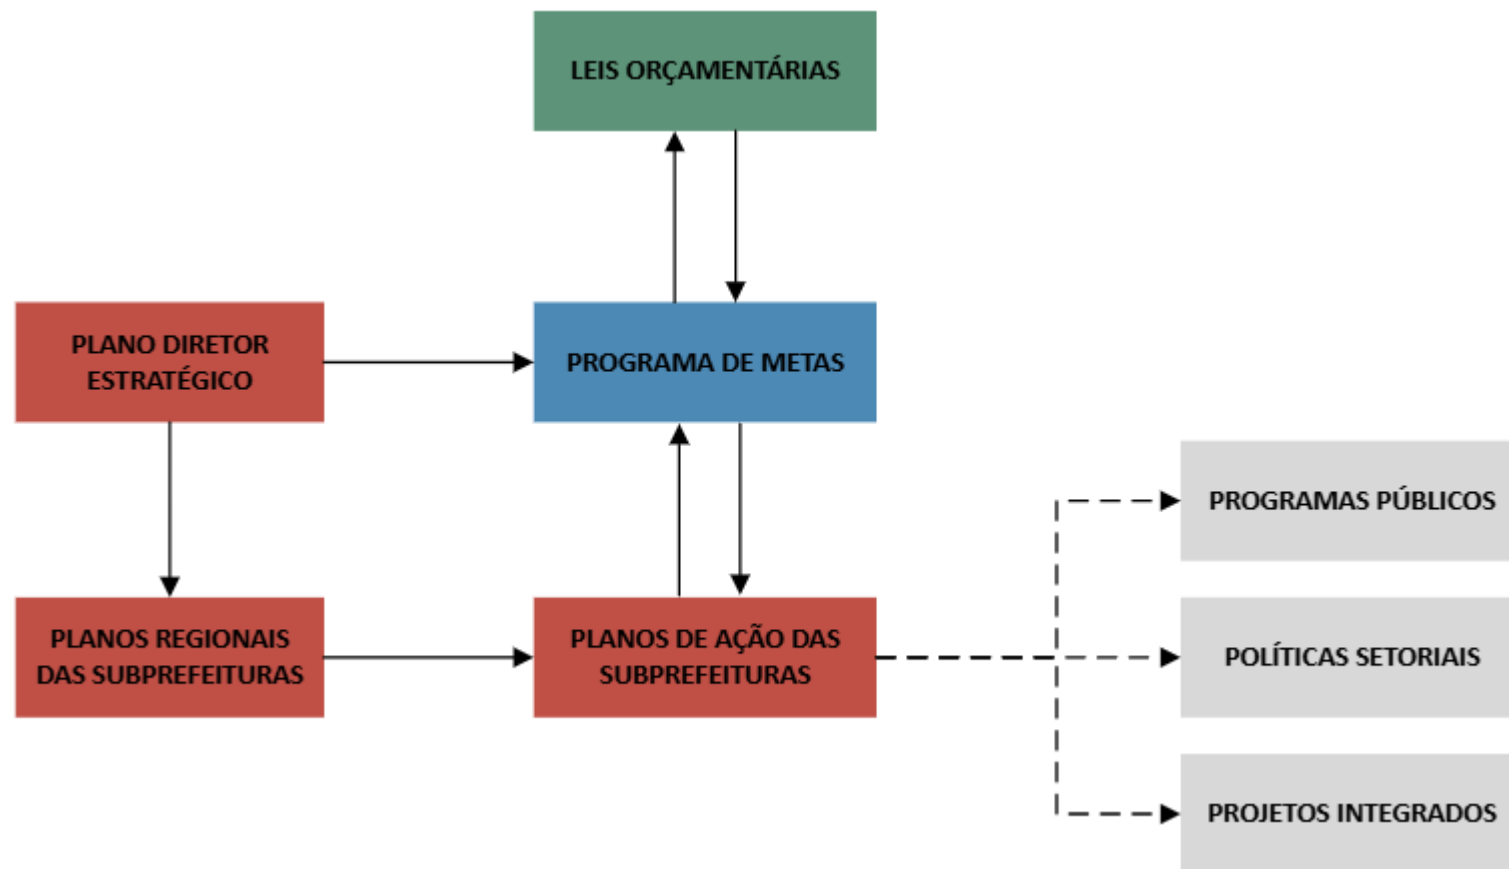 LEIS ORÇAMENTÁRIAS
PLANO DIRETOR
ESTRATÉGICO
PROGRAMA DE METAS
PROGRAMAS PÚBLICOS
PLANOS REGIONAIS
DAS SUBPREFEITURAS
PLANOS DE AÇÃO DAS
SUBPREFEITURAS
POLÍTICAS SETORIAIS
PROJETOS INTEGRADOS